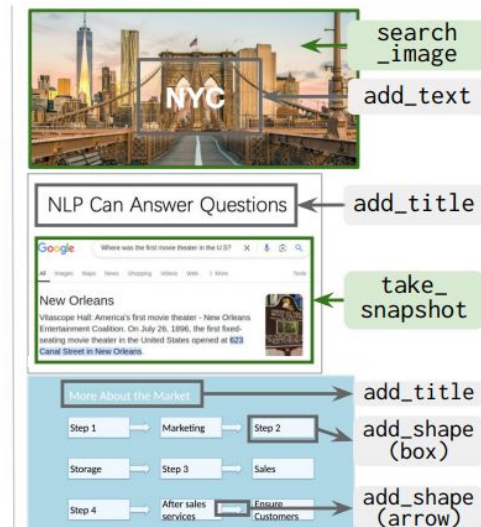 NYC
search
_image
add_text
NLP Can Answer Questions
add_title
Google
Where was the first movie theater in the U.S?
All Images Maps News Shopping Videos Web More Tools
New Orleans
Vitascope Hall: America's first movie theater - New Orleans
Entertainment Coalition. On July 26, 1896, the first fixed-
seating movie theater in the United States opened at 623
Canal Street in New Orleans.
take_
snapshot
More About the Market
add_title
Step 1 Marketing Step 2
add_shape
(box)
Storage Step 3 Sales
Step 4 After sales
services Ensure
Customers
add_shape
(arrow)